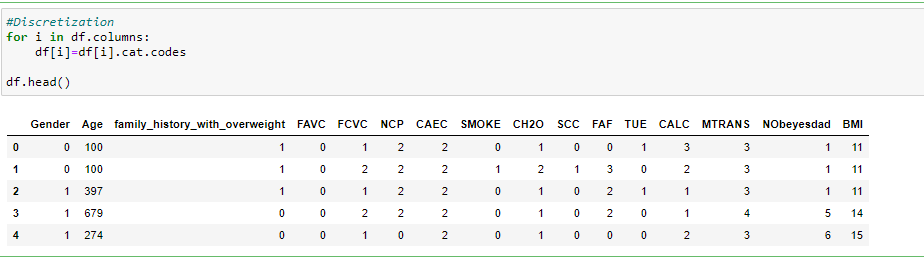 #Discretization
for i in df.columns:
    df[i]=df[i].cat.codes
df.head()
Gender Age family_history_with_overweight FAVC FCVC NCP CAEC SMOKE CH2O SCC FAF TUE CALC MTRANS NObeyesdad BMI
0 0 100 1 0 1 2 2 0 1 0 0 1 3 3 1 11
1 0 100 1 0 2 2 2 1 2 1 3 0 2 3 1 11
2 1 397 1 0 1 2 2 0 1 0 2 1 1 3 1 11
3 1 679 0 0 2 2 2 0 1 0 2 0 1 4 5 14
4 1 274 0 0 1 0 2 0 1 0 0 0 2 3 6 15